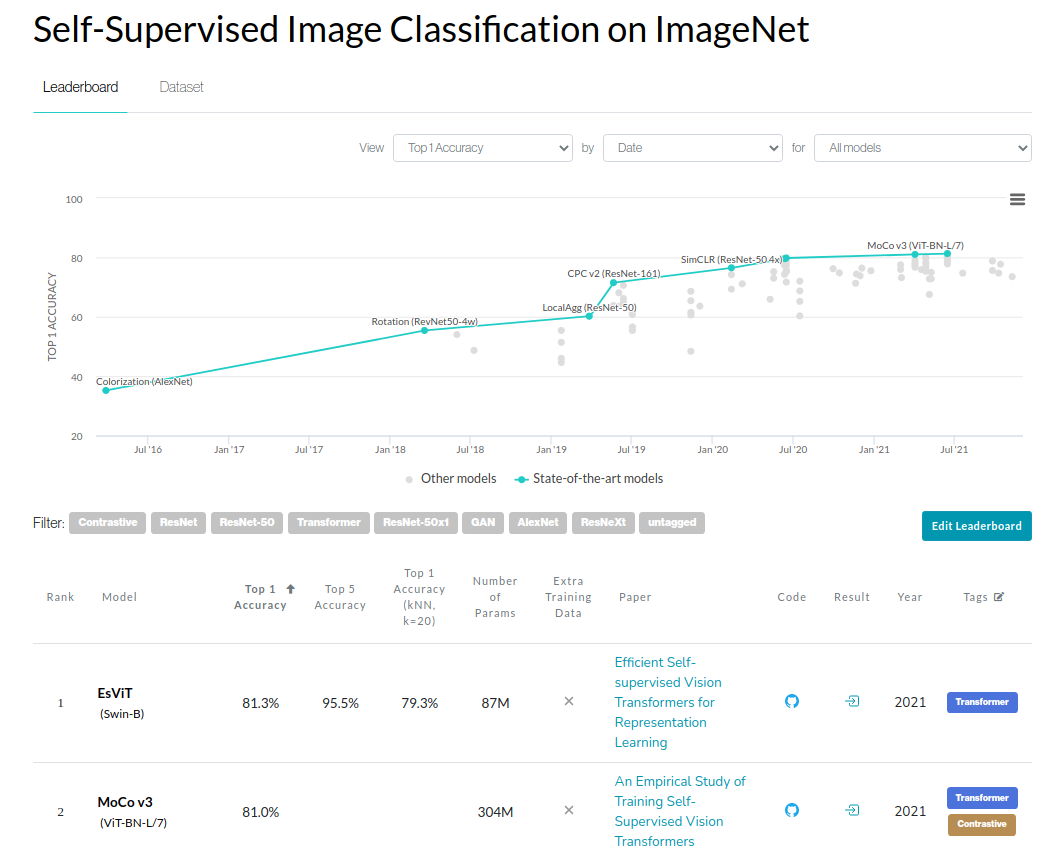 Self-Supervised Image Classification on ImageNet
Leaderboard Dataset
View Top 1 Accuracy by Date for All models
TOP 1 ACCURACY
100
80
60
40
20
MoCo v3 (ViT-BN-L/7)
SimCLR (ResNet-50 4x)
CPC v2 (ResNet-161)
LocalAgg (ResNet-50)
Rotation (RevNet50-4w)
Colorization (AlexNet)
Jul '16 Jan '17 Jul '17 Jan '18 Jul '18 Jan '19 Jul '19 Jan '20 Jul '20 Jan '21 Jul '21
Other models State-of-the-art models
Filter: Contrastive ResNet ResNet-50 Transformer ResNet-50x1 GAN AlexNet ResNeXt untagged
Edit Leaderboard
Rank Model
Top 1
Accuracy
Top 5
Accuracy
Top 1
Accuracy
(kNN,
k=20)
Number
of
Params
Extra
Training
Data
Paper Code Result Year Tags
1
EsViT
(Swin-B)
81.3% 95.5% 79.3% 87M
Efficient Self-
supervised Vision
Transformers for
Representation
Learning
2021 Transformer
2
MoCo v3
(ViT-BN-L/7)
81.0% 304M
An Empirical Study of
Training Self-
Supervised Vision
Transformers
2021
Transformer
Contrastive